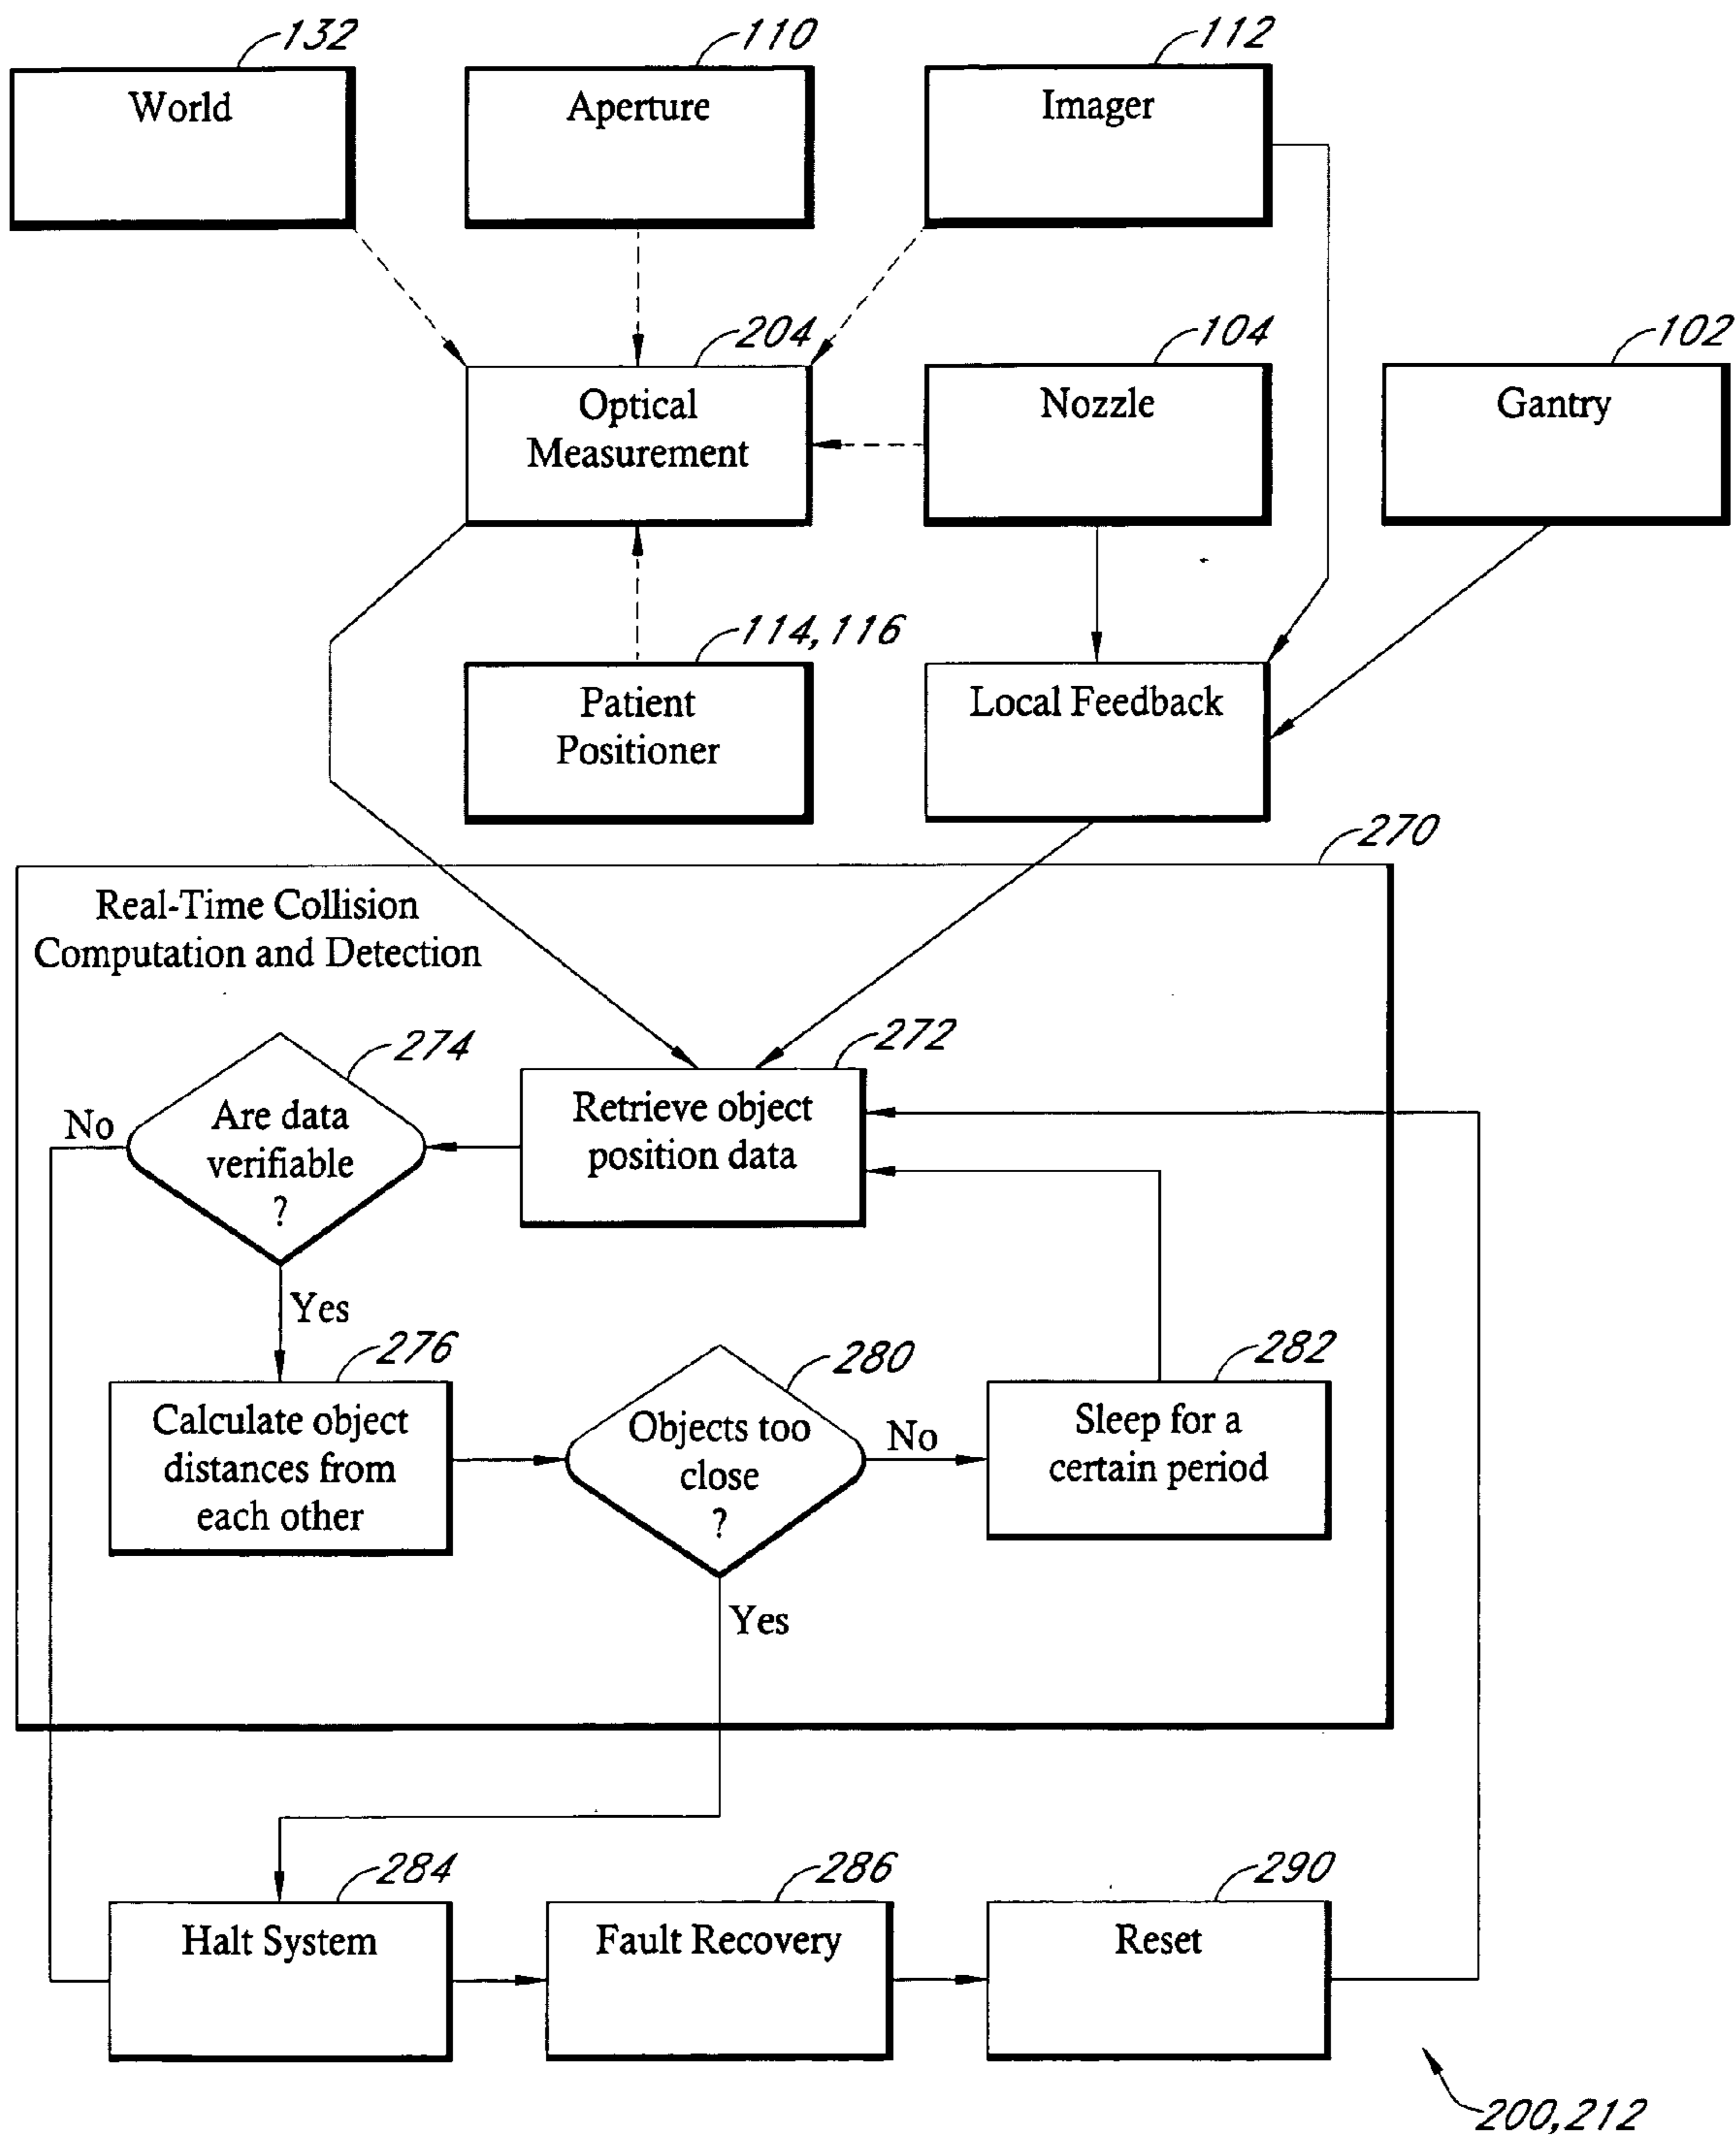 132
110
112
World
Aperture
Imager
204
104
102
Optical
Measurement
Nozzle
Gantry
114, 116
Patient
Positioner
Local Feedback
270
Real-Time Collision
Computation and Detection
274
272
No
Are data
verifiable
?
Retrieve object
position data
Yes
276
280
282
Calculate object
distances from
each other
Objects too
close
?
No
Sleep for a
certain period
Yes
284
286
290
Halt System
Fault Recovery
Reset
200, 212